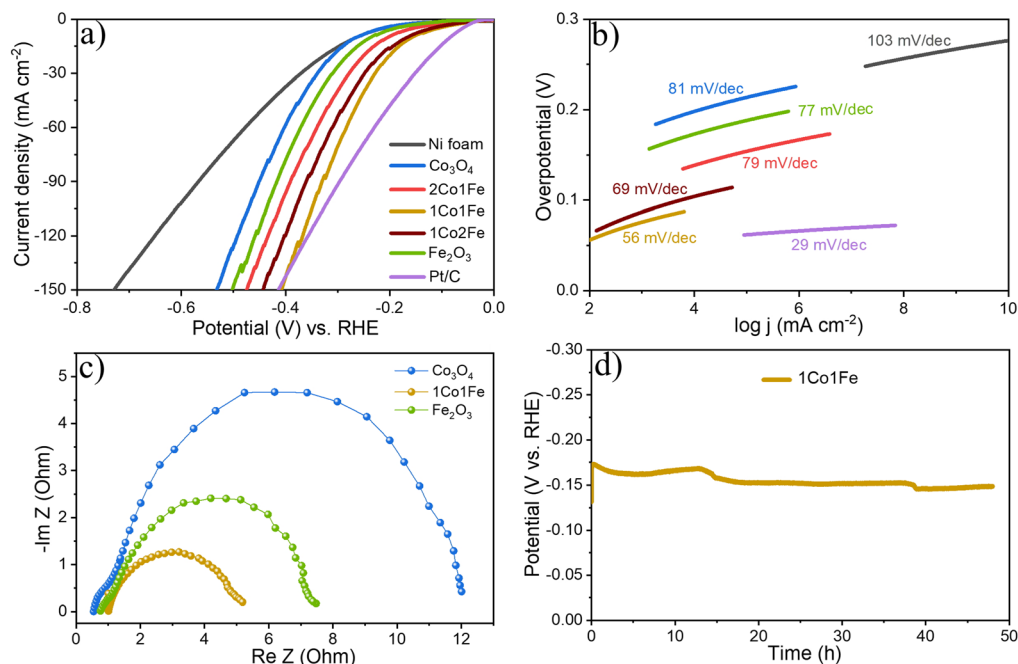 a)
Current density (mA cm⁻²)
0
-30
-60
-90
-120
-150
Ni foam
Co₃O₄
2Co1Fe
1Co1Fe
1Co2Fe
Fe₂O₃
Pt/C
-0.8
-0.6
-0.4
-0.2
0.0
Potential (V) vs. RHE
b)
Overpotential (V)
0.3
0.2
0.1
0.0
103 mV/dec
81 mV/dec
77 mV/dec
79 mV/dec
69 mV/dec
56 mV/dec
29 mV/dec
2
4
6
8
10
log j (mA cm⁻²)
c)
-Im Z (Ohm)
5
4
3
2
1
0
Co₃O₄
1Co1Fe
Fe₂O₃
0
2
4
6
8
10
12
Re Z (Ohm)
d)
Potential (V vs. RHE)
-0.30
-0.25
-0.20
-0.15
-0.10
-0.05
0.00
1Co1Fe
0
10
20
30
40
50
Time (h)